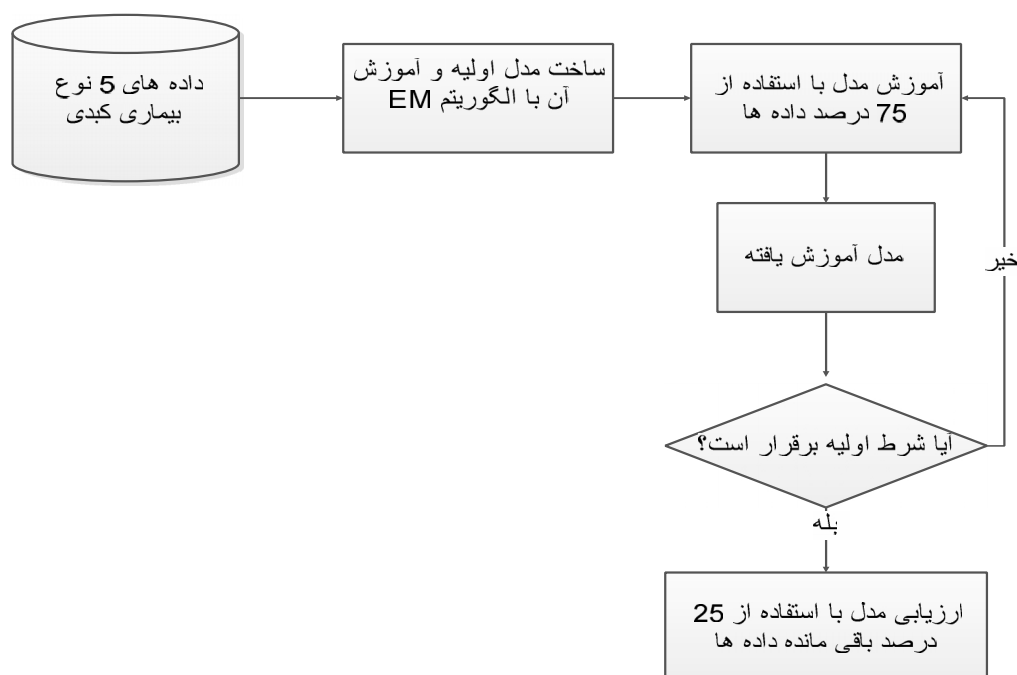 داده های 5 نوع
بیماری کبدی
ساخت مدل اولیه و آموزش
آن با الگوریتم EM
آموزش مدل با استفاده از
75 درصد داده ها
مدل آموزش یافته
خیر
آیا شرط اولیه برقرار است؟
بله
ارزیابی مدل با استفاده از 25
درصد باقی مانده داده ها